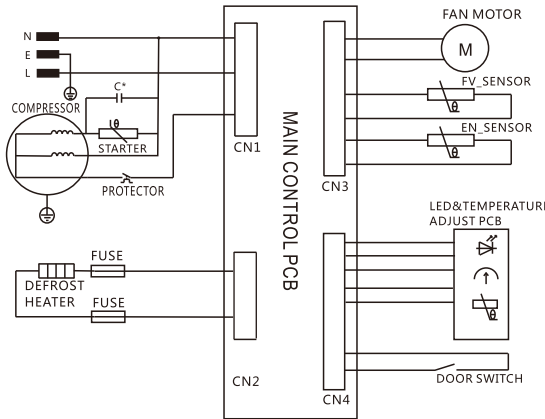 FAN MOTOR
N
E
L
M
C*
FV_SENSOR
θ
COMPRESSOR
θ
STARTER
EN_SENSOR
θ
CN1
PROTECTOR
CN3
MAIN CONTROL PCB
LED&TEMPERATURE
ADJUST PCB
FUSE
DEFROST
HEATER
θ
FUSE
CN2
DOOR SWITCH
CN4